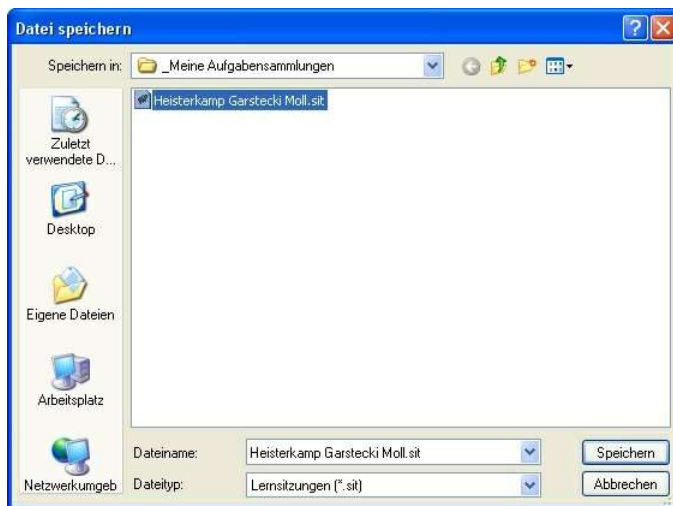 Datei speichern
Speichern in:
_Meine Aufgabensammlungen
Heisterkamp Garstecki Moll.sit
Zuletzt
verwendete D...
Desktop
Eigene Dateien
Arbeitsplatz
Netzwerkumgeb
Dateiname:
Heisterkamp Garstecki Moll.sit
Speichern
Dateityp:
Lernsitzungen (*.sit)
Abbrechen